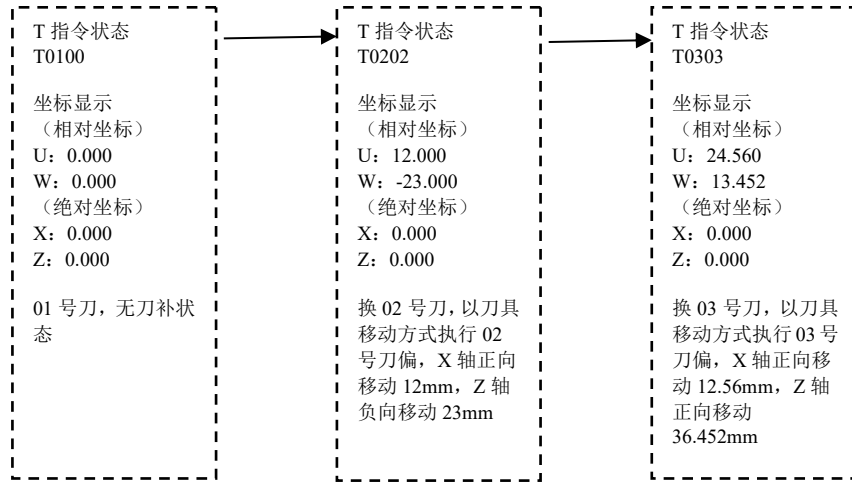 T 指令状态
T0100
坐标显示
（相对坐标）
U：0.000
W：0.000
（绝对坐标）
X：0.000
Z：0.000
01 号刀，无刀补状
态
T 指令状态
T0202
坐标显示
（相对坐标）
U：12.000
W：-23.000
（绝对坐标）
X：0.000
Z：0.000
换 02 号刀，以刀具
移动方式执行 02
号刀偏，X 轴正向
移动 12mm，Z 轴
负向移动 23mm
T 指令状态
T0303
坐标显示
（相对坐标）
U：24.560
W：13.452
（绝对坐标）
X：0.000
Z：0.000
换 03 号刀，以刀具
移动方式执行 03 号
刀偏，X 轴正向移
动 12.56mm，Z 轴
正向移动
36.452mm